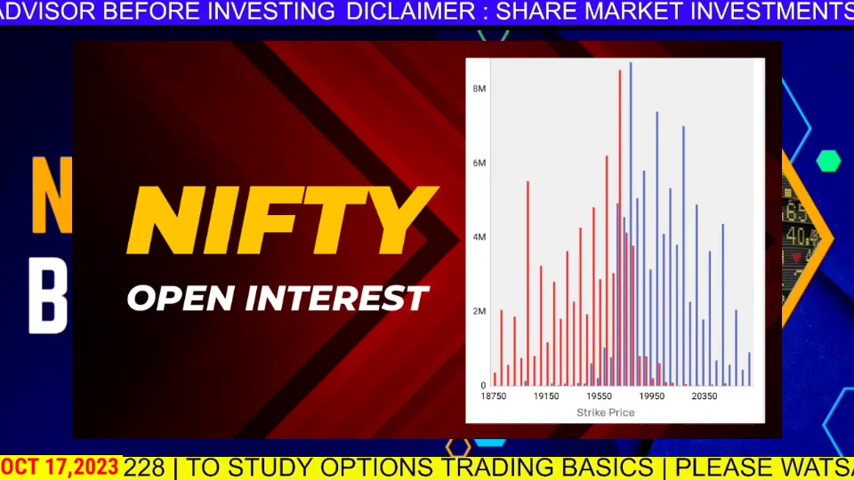 ADVISOR BEFORE INVESTING DICLAIMER : SHARE MARKET INVESTMENTS
N
B
NIFTY
OPEN INTEREST
8M
6M
4M
2M
0
18750 19150 19550 19950 20350
Strike Price
40.
OCT 17,2023 228 | TO STUDY OPTIONS TRADING BASICS | PLEASE WATSA